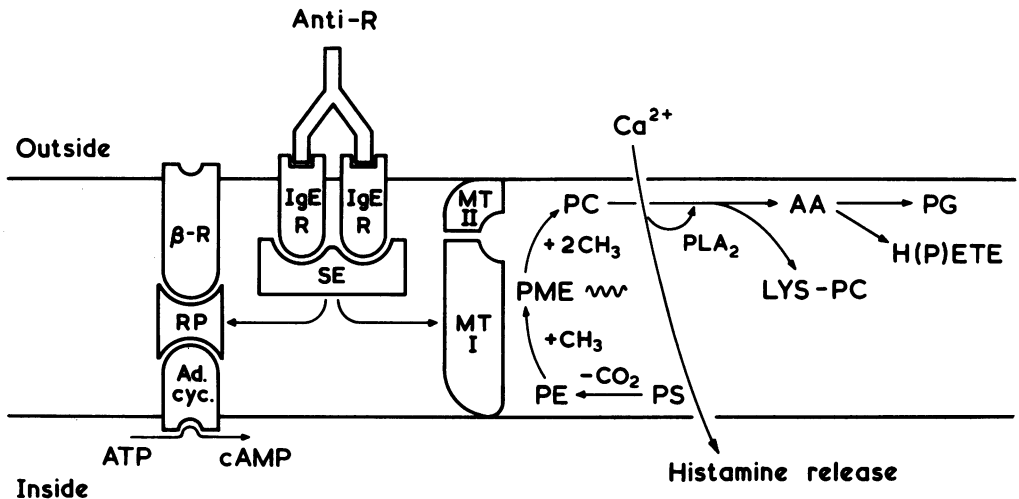 Anti-R
Outside
Ca²⁺
β-R
IgE
R
IgE
R
SE
RP
Ad.
cyc.
ATP
cAMP
Inside
MT
II
MT
I
PC
+ 2CH₃
PME
+CH₃
PE
-CO₂
PS
PLA₂
AA
PG
H(P)ETE
LYS-PC
Histamine release